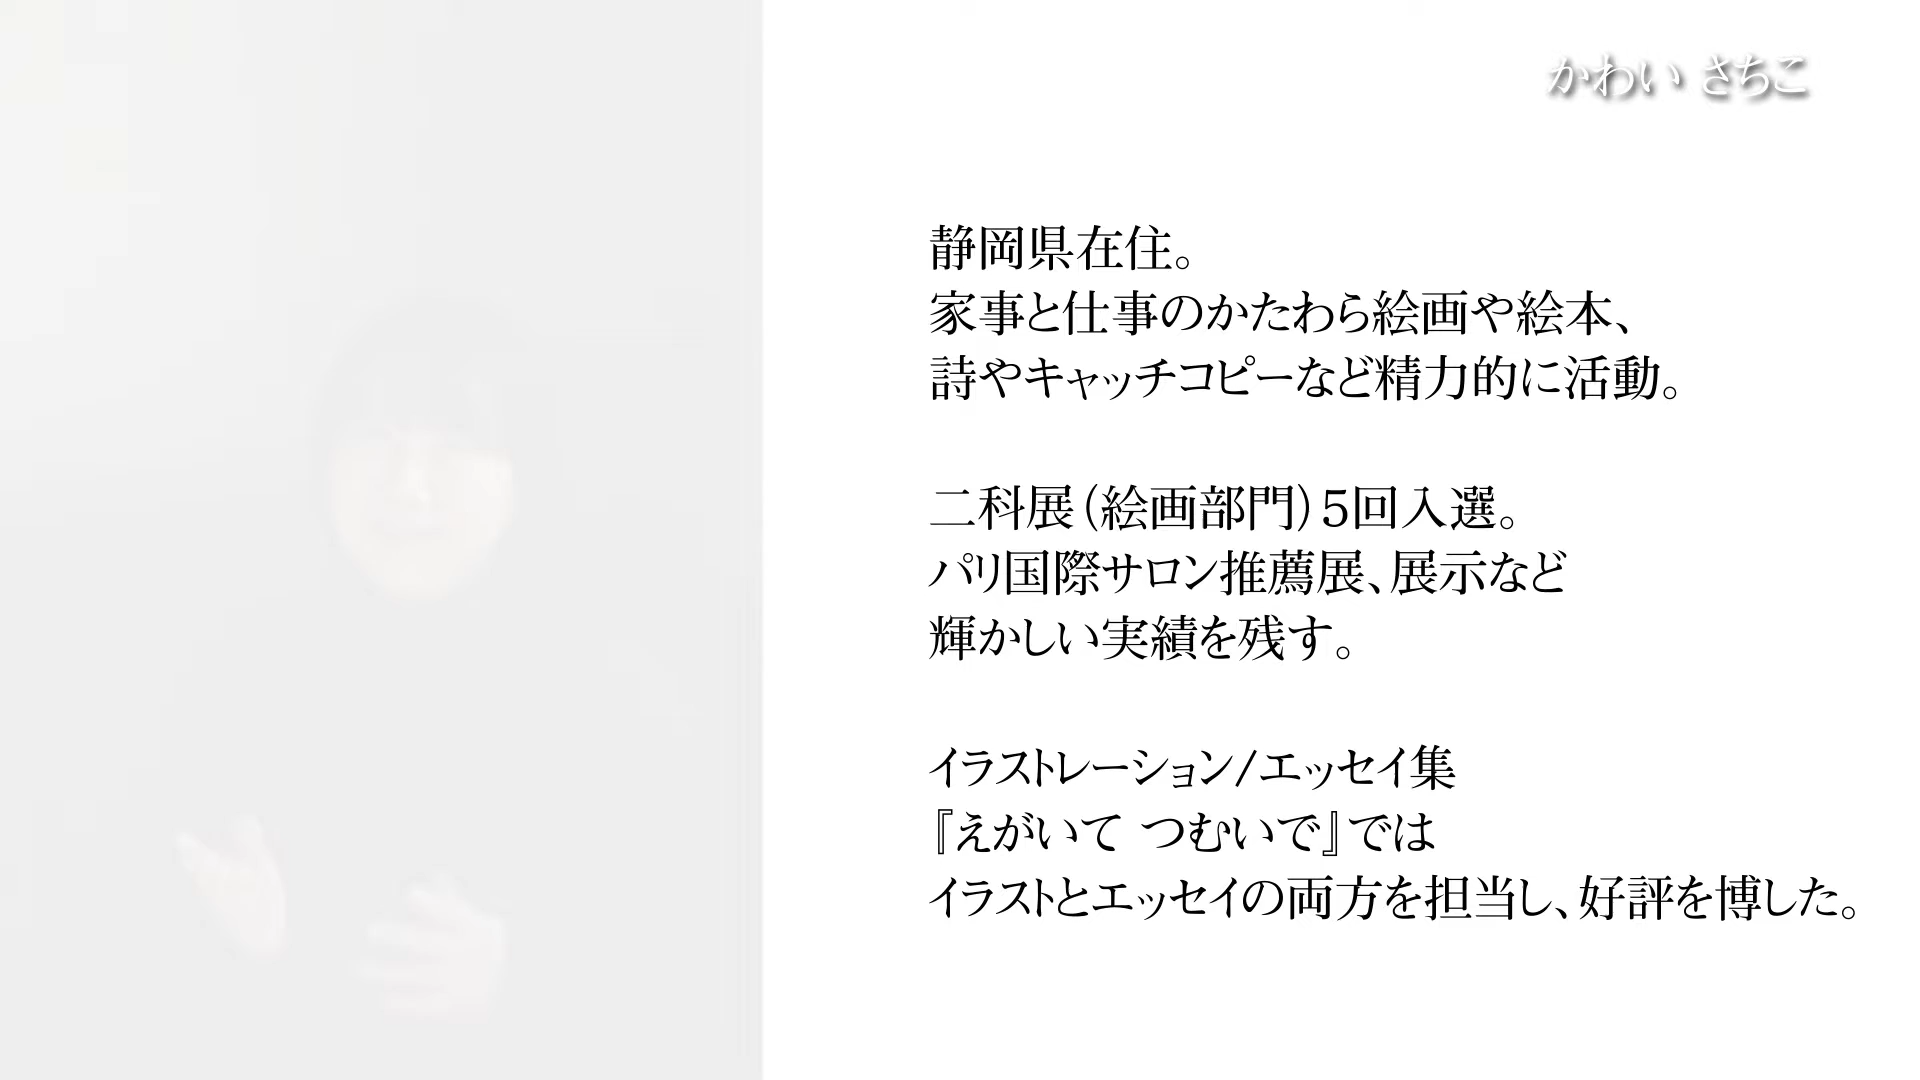 かわい さちこ
静岡県在住。
家事と仕事のかたわら絵画や絵本、
詩やキャッチコピーなど精力的に活動。
二科展（絵画部門）5回入選。
パリ国際サロン推薦展、展示など
輝かしい実績を残す。
イラストレーション/エッセイ集
『えがいて つむいで』では
イラストとエッセイの両方を担当し、好評を博した。